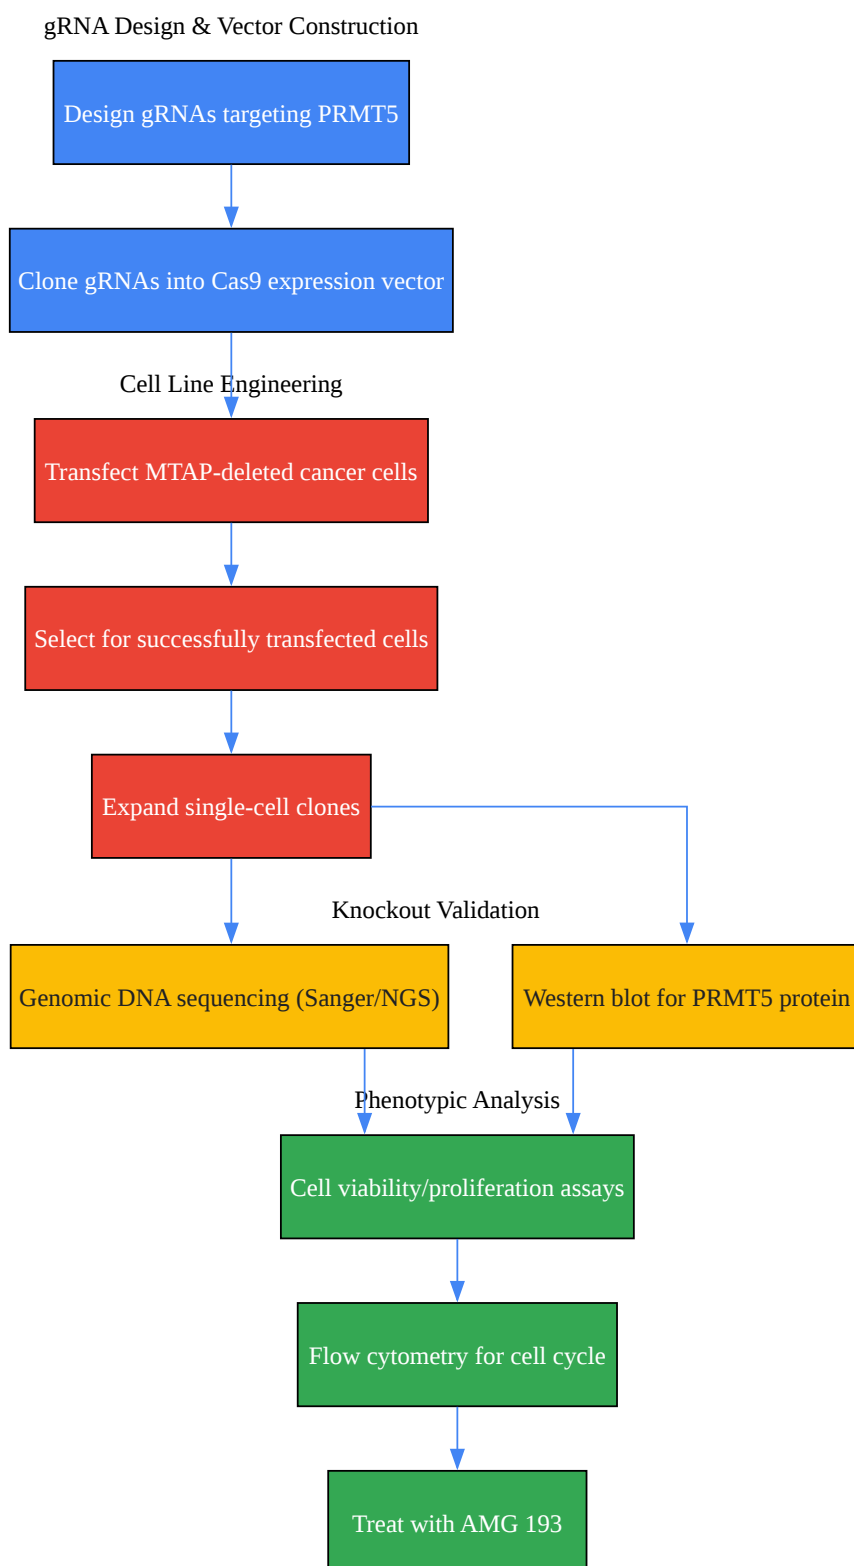 gRNA Design & Vector Construction
Design gRNAs targeting PRMT5
Clone gRNAs into Cas9 expression vector
Cell Line Engineering
Transfect MTAP-deleted cancer cells
Select for successfully transfected cells
Expand single-cell clones
Knockout Validation
Genomic DNA sequencing (Sanger/NGS)
Western blot for PRMT5 protein
Phenotypic Analysis
Cell viability/proliferation assays
Flow cytometry for cell cycle
Treat with AMG 193